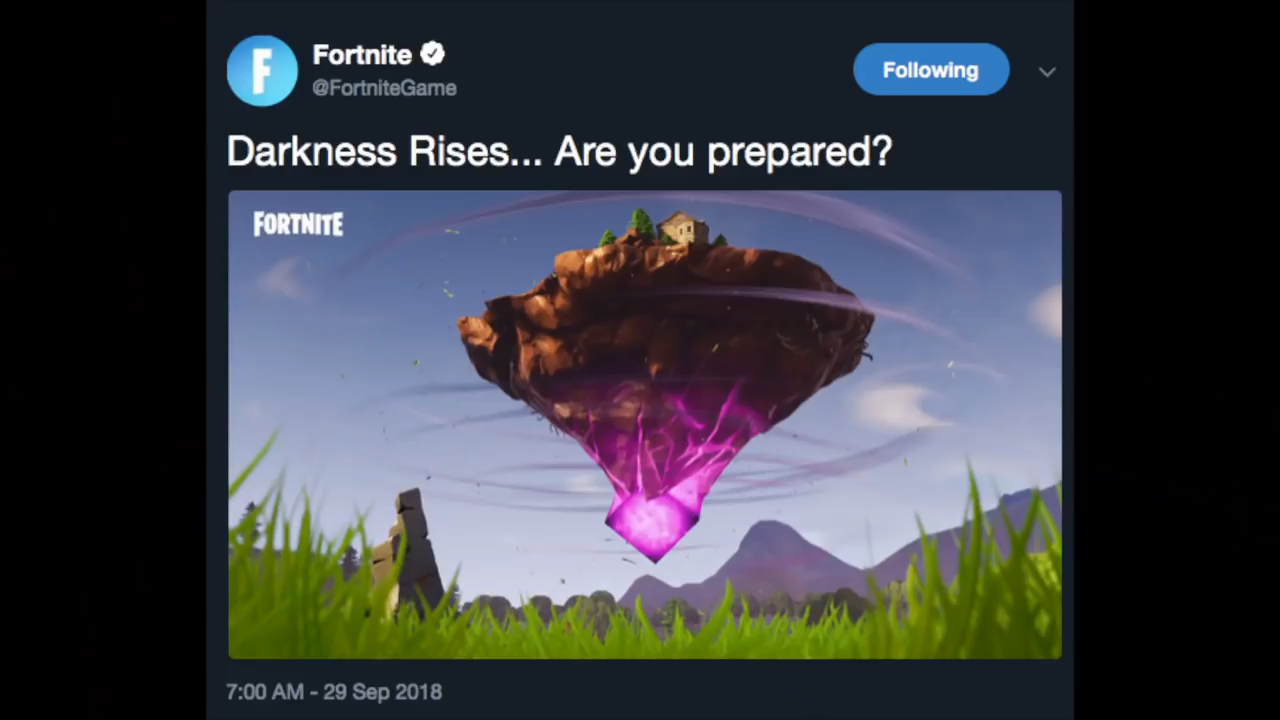 Fortnite
@FortniteGame
Following
Darkness Rises... Are you prepared?
FORTNITE
7:00 AM - 29 Sep 2018